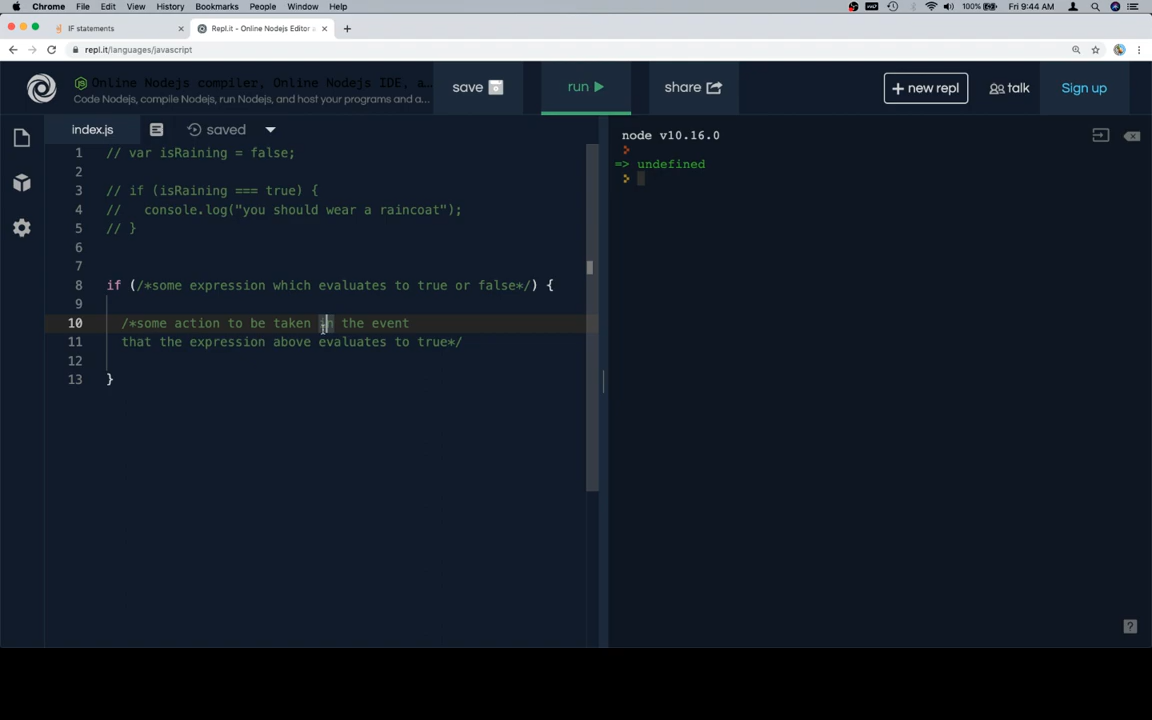 Chrome File Edit View History Bookmarks People Window Help 100% Fri 9:44 AM
IF statements
Repl.it - Online Nodejs Editor a
repl.it/languages/javascript
Online Nodejs compiler, Online Nodejs IDE, a...
Code Nodejs, compile Nodejs, run Nodejs, and host your programs and a...
save run share + new repl talk Sign up
index.js saved
node v10.16.0
=> undefined
1 // var isRaining = false;
2
3 // if (isRaining === true) {
4 //   console.log("you should wear a raincoat");
5 // }
6
7
8 if (/*some expression which evaluates to true or false*/) {
9
10   /*some action to be taken in the event
11   that the expression above evaluates to true*/
12
13 }
?